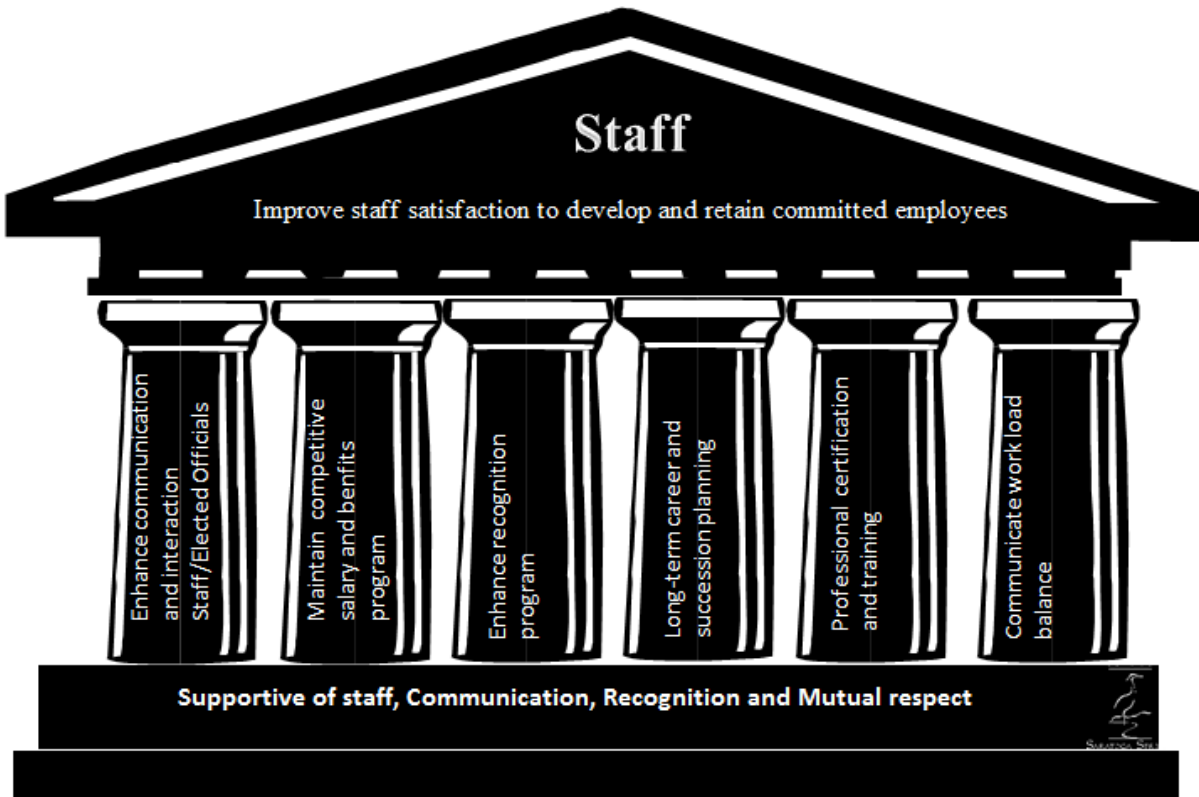 Staff
Improve staff satisfaction to develop and retain committed employees
Enhance communication
and interaction
Staff/Elected Officials
Maintain competitive
salary and benfits
program
Enhance recognition
program
Long-term career and
succession planning
Professional certification
and training
Communicate work load
balance
Supportive of staff, Communication, Recognition and Mutual respect
Saratoga